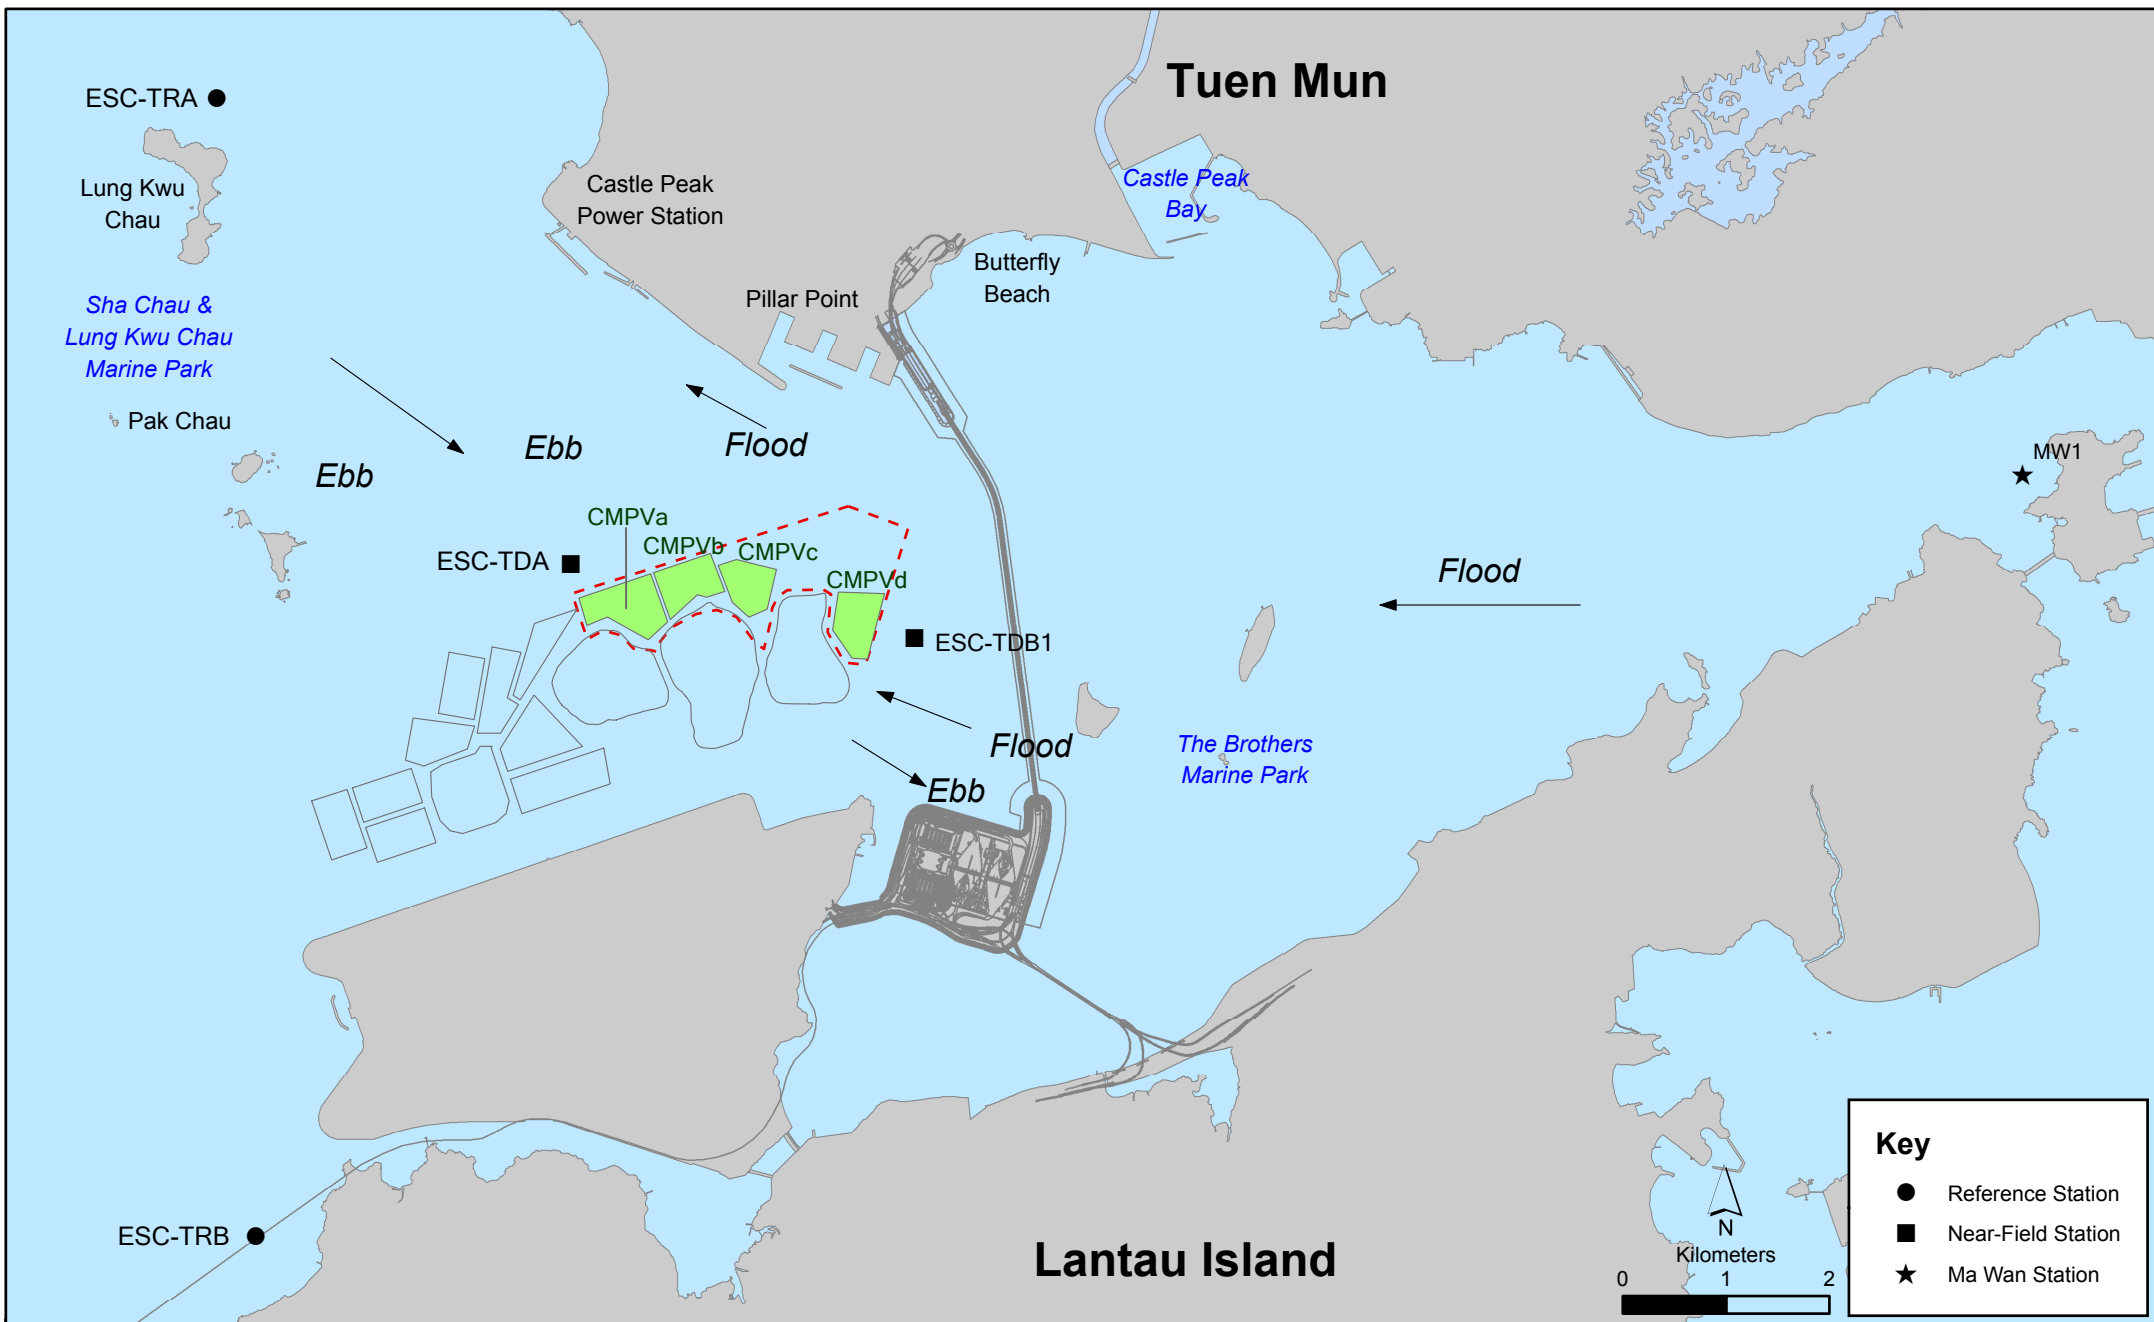 Tuen Mun
ESC-TRA
Lung Kwu
Chau
Castle Peak
Power Station
Castle Peak
Bay
Butterfly
Beach
Pillar Point
Sha Chau &
Lung Kwu Chau
Marine Park
Pak Chau
Ebb
Ebb
Flood
MW1
CMPVa
CMPVb
CMPVc
CMPVd
ESC-TDA
ESC-TDB1
Flood
Flood
Ebb
The Brothers
Marine Park
ESC-TRB
Lantau Island
N
Kilometers
0 1 2
Key
Reference Station
Near-Field Station
Ma Wan Station